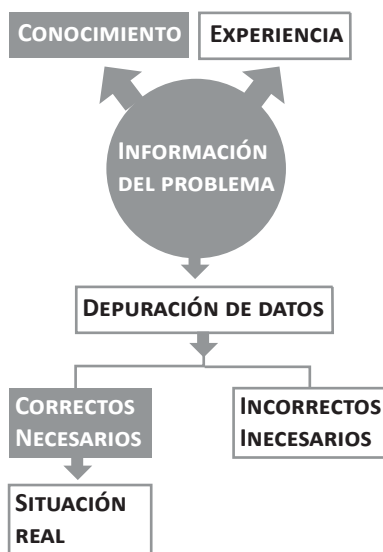 CONOCIMIENTO
EXPERIENCIA
INFORMACIÓN
DEL PROBLEMA
DEPURACIÓN DE DATOS
CORRECTOS
NECESARIOS
INCORRECTOS
INECESARIOS
SITUACIÓN
REAL